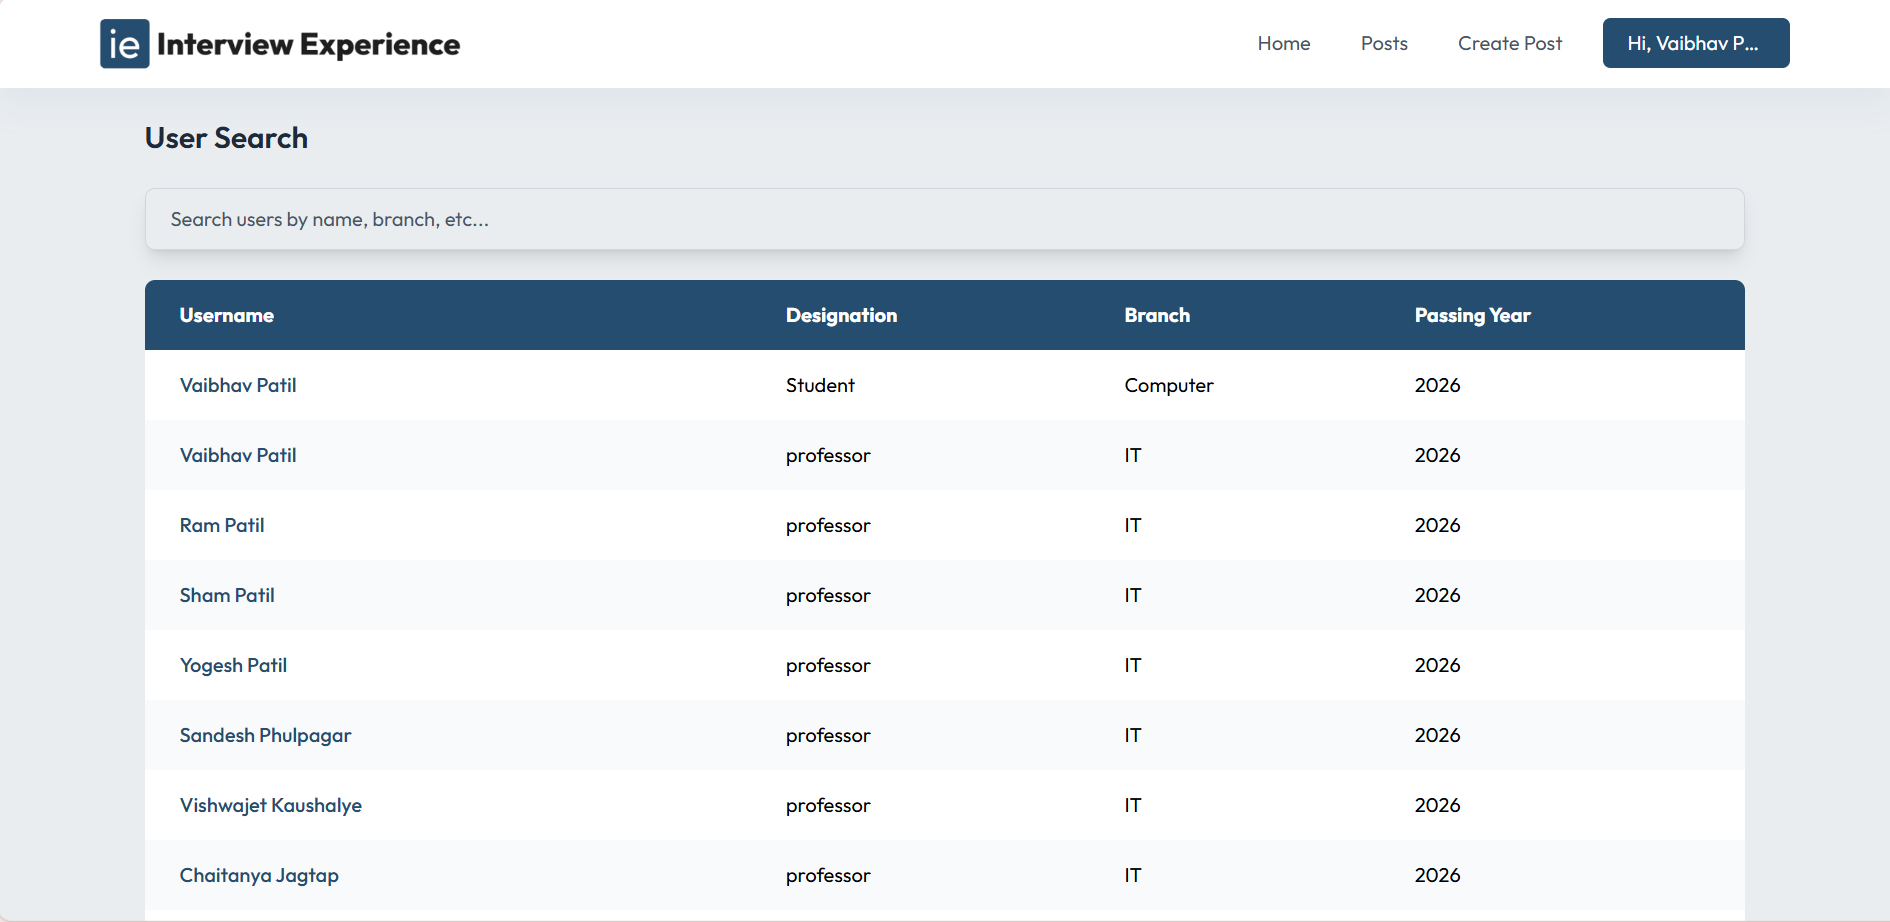 ie Interview Experience Home Posts Create Post Hi, Vaibhav P...
User Search
Search users by name, branch, etc...
Username Designation Branch Passing Year
Vaibhav Patil Student Computer 2026
Vaibhav Patil professor IT 2026
Ram Patil professor IT 2026
Sham Patil professor IT 2026
Yogesh Patil professor IT 2026
Sandesh Phulpagar professor IT 2026
Vishwajet Kaushalye professor IT 2026
Chaitanya Jagtap professor IT 2026